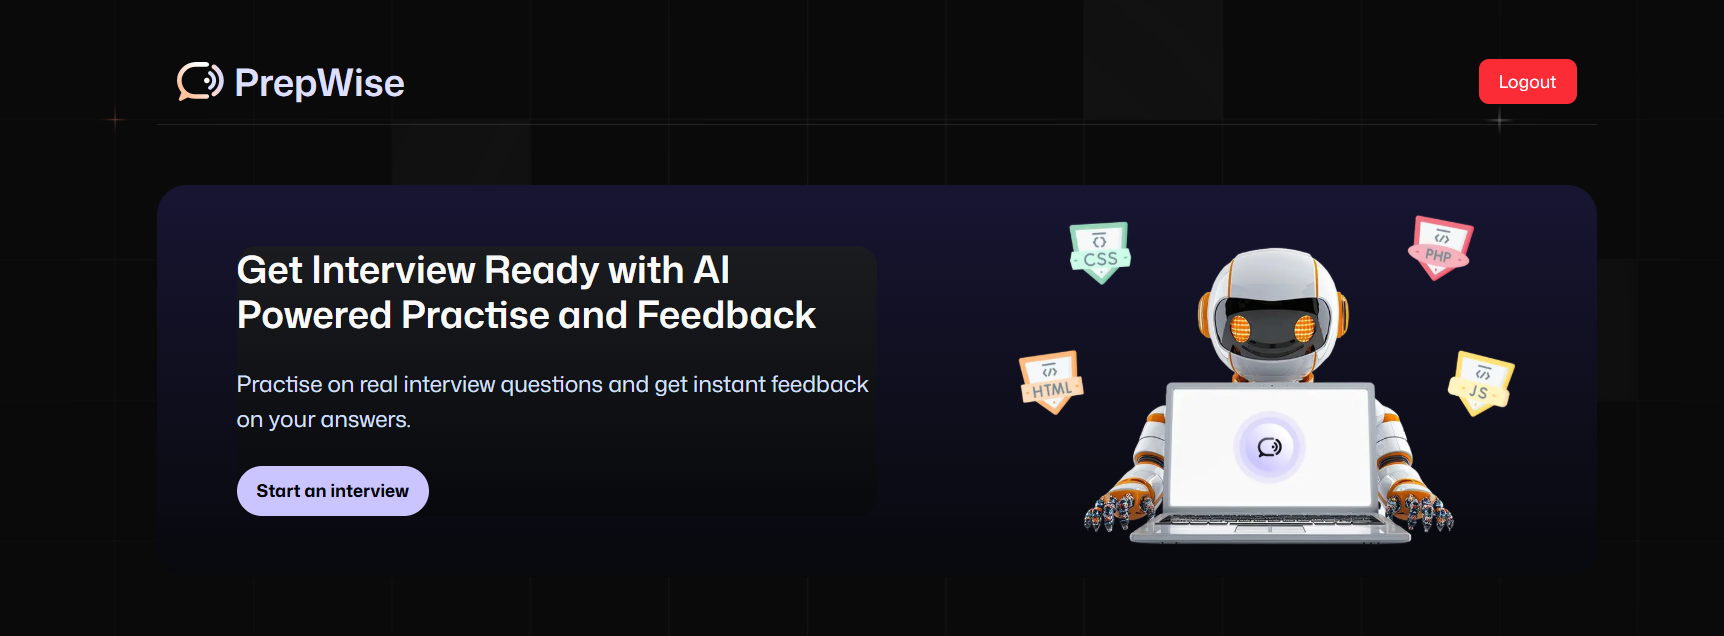 PrepWise
Logout
Get Interview Ready with AI
Powered Practise and Feedback
Practise on real interview questions and get instant feedback
on your answers.
Start an interview
CSS
PHP
HTML
JS